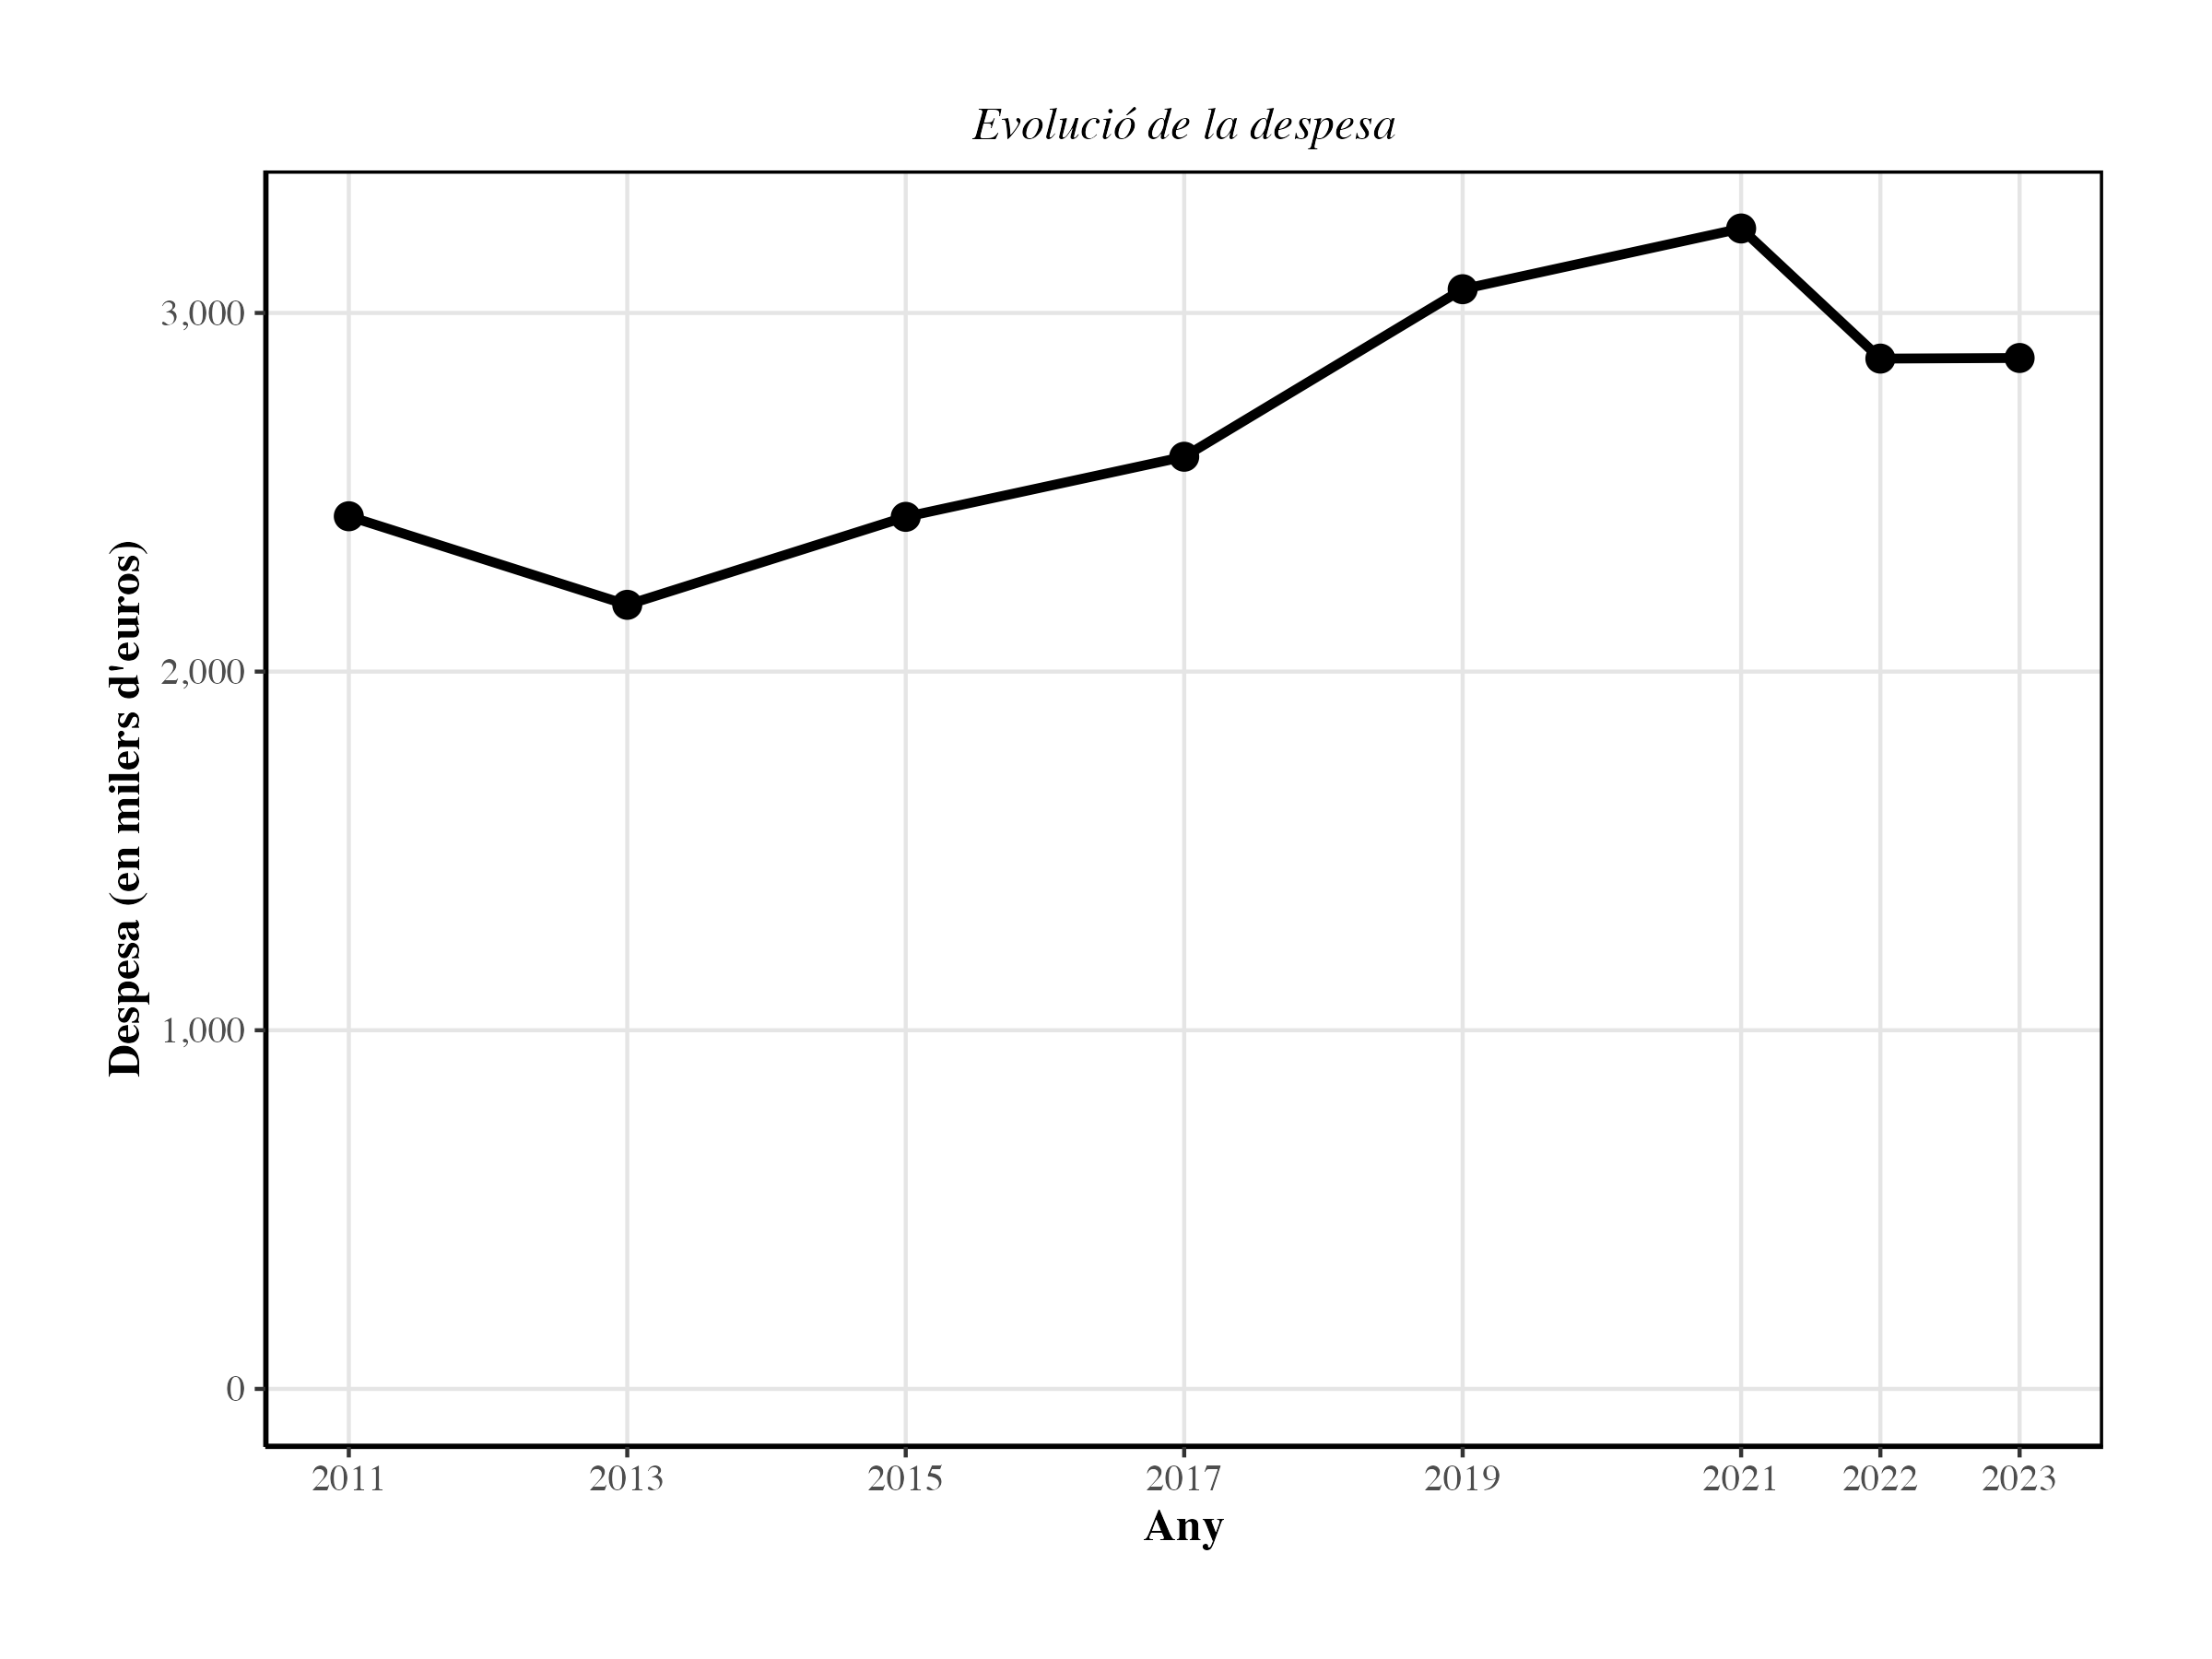 Evolució de la despesa
Despesa (en milers d'euros)
3,000
2,000
1,000
0
2011 2013 2015 2017 2019 2021 2022 2023
Any